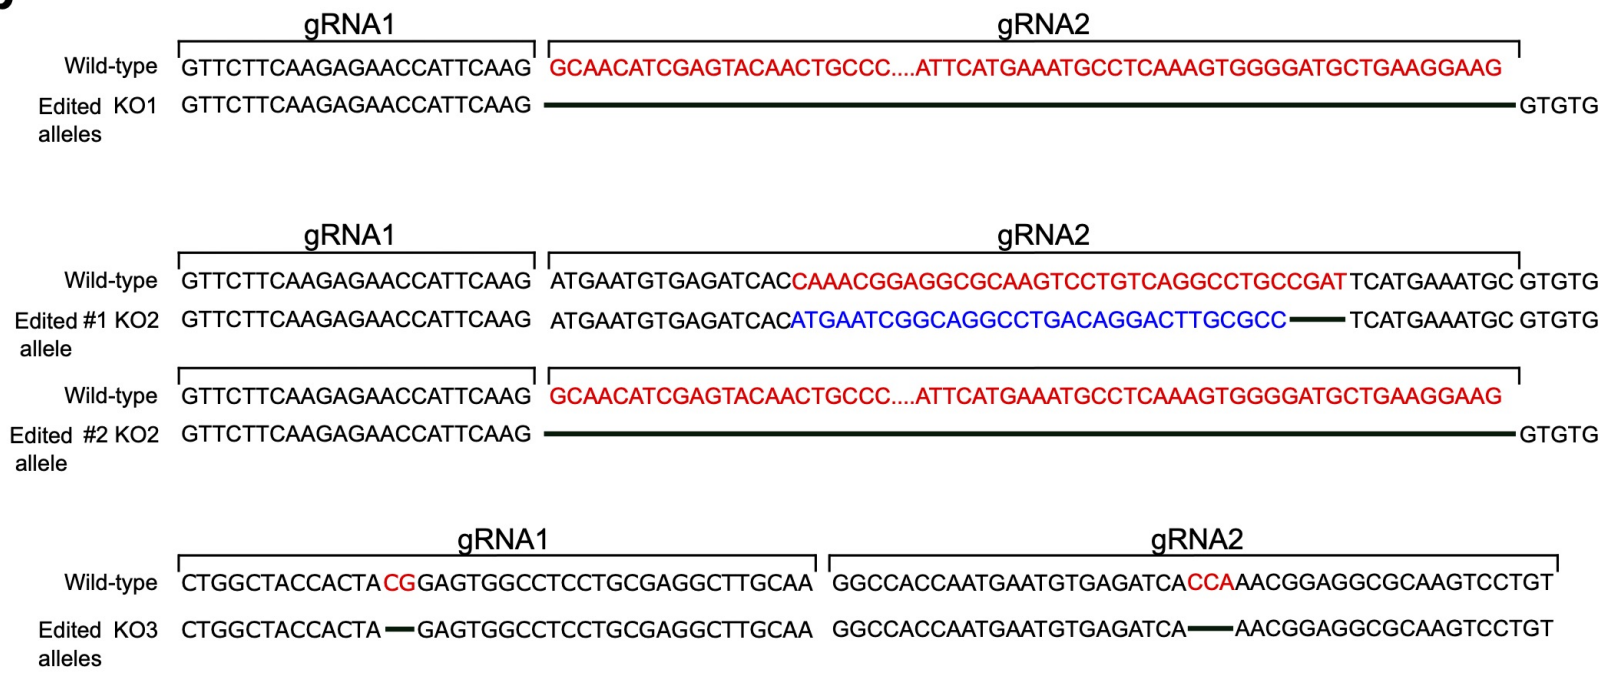 gRNA1 gRNA2
Wild-type GTTCTTCAAGAGAACCATTCAAG GCAACATCGAGTACAACTGCCC....ATTCATGAAATGCCTCAAAGTGGGGATGCTGAAGGAAG
Edited KO1 GTTCTTCAAGAGAACCATTCAAG GTGTG
alleles
gRNA1 gRNA2
Wild-type GTTCTTCAAGAGAACCATTCAAG ATGAATGTGAGATCACCAAACGGAGGCGCAAGTCCTGTCAGGCCTGCCGATTCATGAAATGC GTGTG
Edited #1 KO2 GTTCTTCAAGAGAACCATTCAAG ATGAATGTGAGATCACATGAATCGGCAGGCCTGACAGGACTTGCGCC TCATGAAATGC GTGTG
allele
Wild-type GTTCTTCAAGAGAACCATTCAAG GCAACATCGAGTACAACTGCCC....ATTCATGAAATGCCTCAAAGTGGGGATGCTGAAGGAAG
Edited #2 KO2 GTTCTTCAAGAGAACCATTCAAG GTGTG
allele
gRNA1 gRNA2
Wild-type CTGGCTACCACTACGGAGTGGCCTCCTGCGAGGCTTGCAA GGCCACCAATGAATGTGAGATCACCAAACGGAGGCGCAAGTCCTGT
Edited KO3 CTGGCTACCACTA GAGTGGCCTCCTGCGAGGCTTGCAA GGCCACCAATGAATGTGAGATCA AACGGAGGCGCAAGTCCTGT
alleles